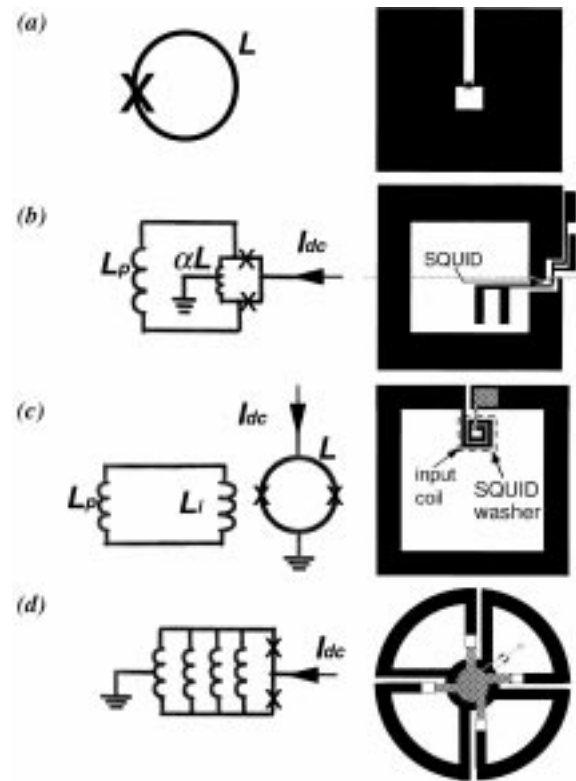 (a)
L
(b)
Lp
αL
Idc
SQUID
(c)
Idc
L
Lp
Li
input
coil
SQUID
washer
(d)
Idc